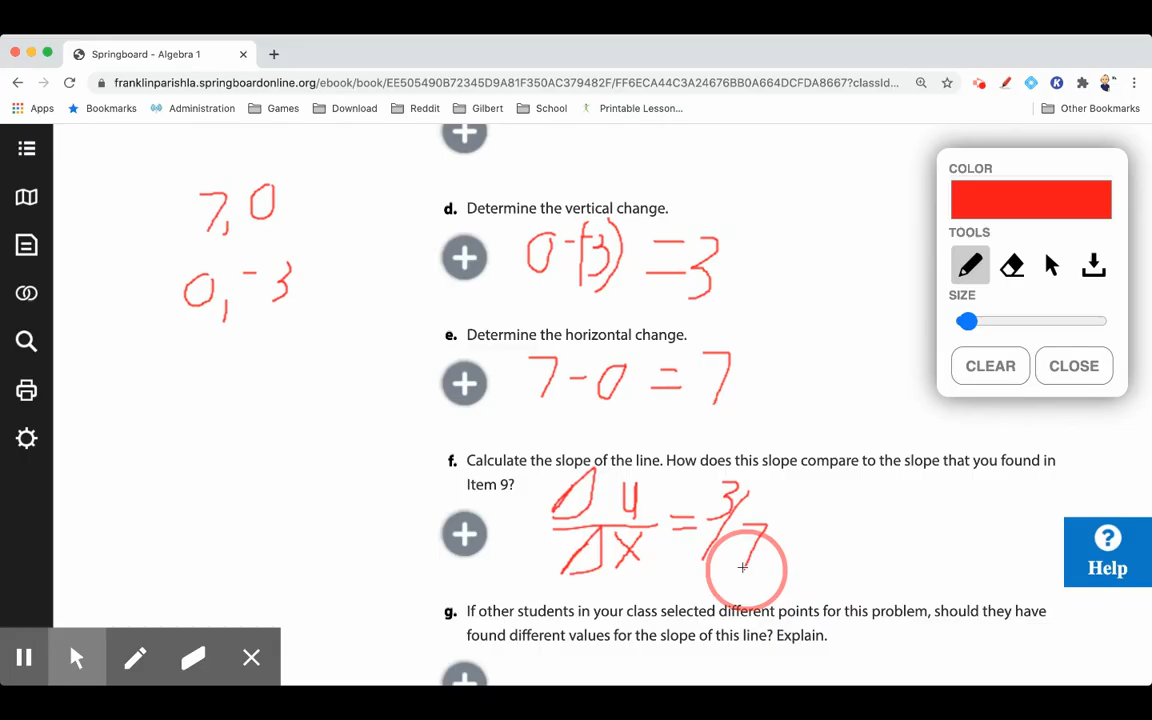 Springboard - Algebra 1
franklinparishla.springboardonline.org/ebook/book/EE505490B72345D9A81F350AC379482F/FF6ECA44C3A24676BB0A664DCFDA8667?classId...
Apps Bookmarks Administration Games Download Reddit Gilbert School Printable Lesson... Other Bookmarks
7, 0
0, -3
d. Determine the vertical change.
0 - (-3) = 3
e. Determine the horizontal change.
7 - 0 = 7
f. Calculate the slope of the line. How does this slope compare to the slope that you found in
Item 9?
Δy/Δx = 3/7
g. If other students in your class selected different points for this problem, should they have
found different values for the slope of this line? Explain.
COLOR
TOOLS
SIZE
CLEAR CLOSE
?
Help